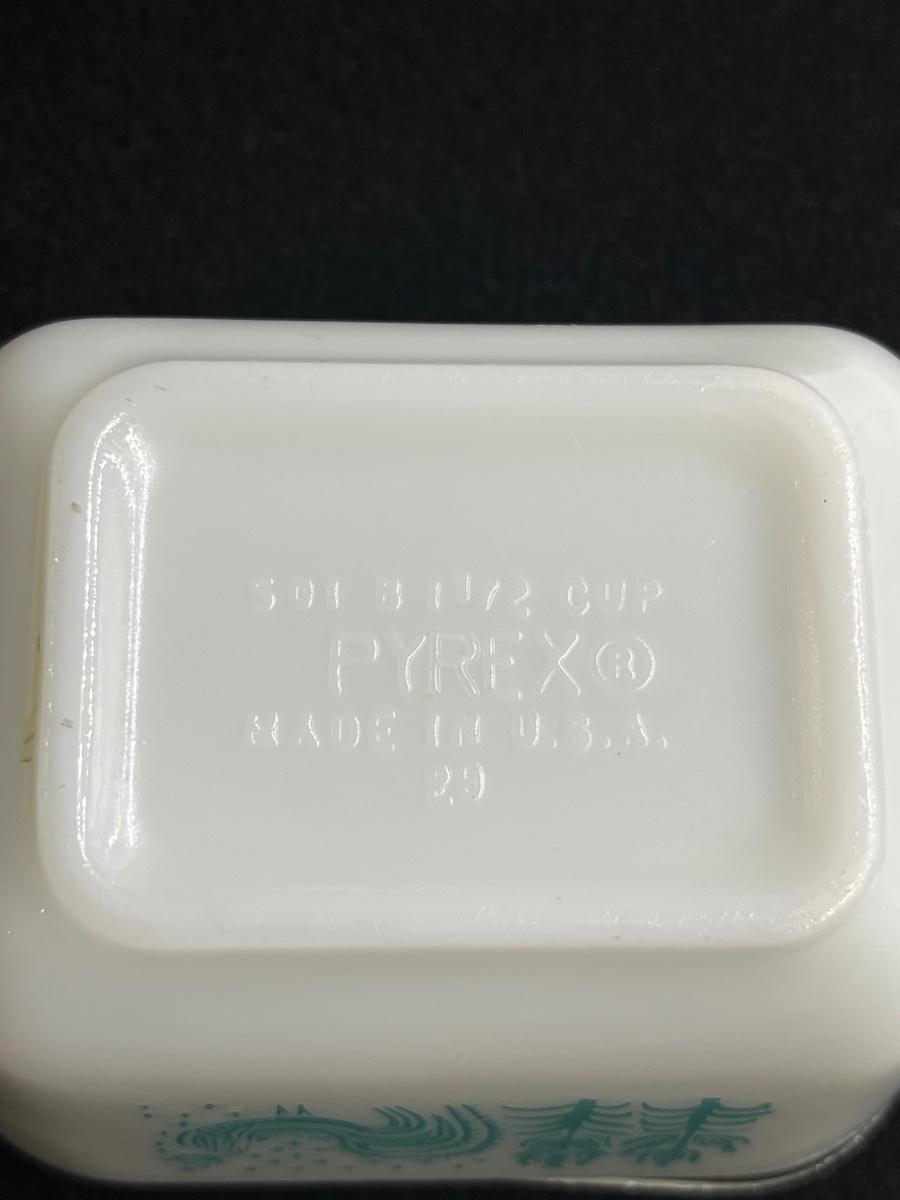 501 B 1 1/2 CUP
PYREX®
MADE IN U.S.A.
29